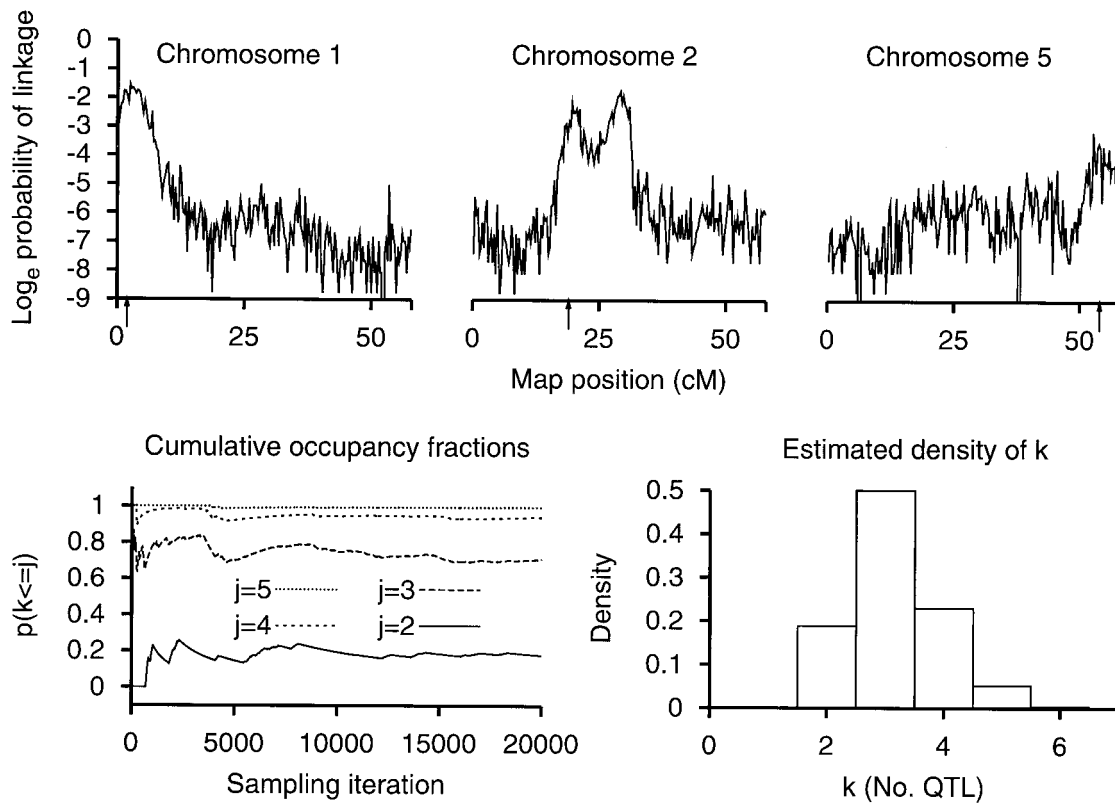 Chromosome 1
Chromosome 2
Chromosome 5
Logₑ probability of linkage
0
-1
-2
-3
-4
-5
-6
-7
-8
-9
0 25 50
0 25 50
0 25 50
Map position (cM)
Cumulative occupancy fractions
p(k<=j)
1
0.8
0.6
0.4
0.2
0
j=5 j=3
j=4 j=2
0 5000 10000 15000 20000
Sampling iteration
Estimated density of k
Density
0.5
0.4
0.3
0.2
0.1
0
0 2 4 6
k (No. QTL)